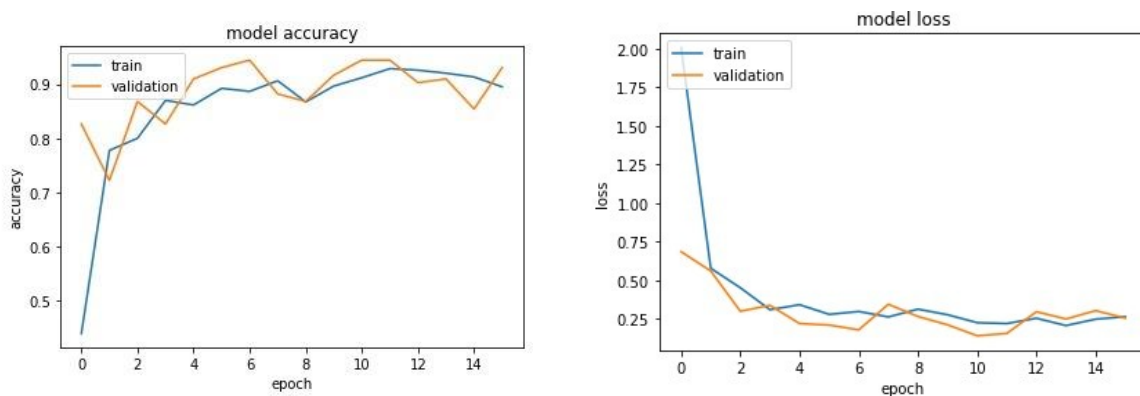 model accuracy
train
validation
0.9
0.8
0.7
0.6
0.5
accuracy
0 2 4 6 8 10 12 14
epoch
model loss
train
validation
2.00
1.75
1.50
1.25
1.00
0.75
0.50
0.25
loss
0 2 4 6 8 10 12 14
epoch